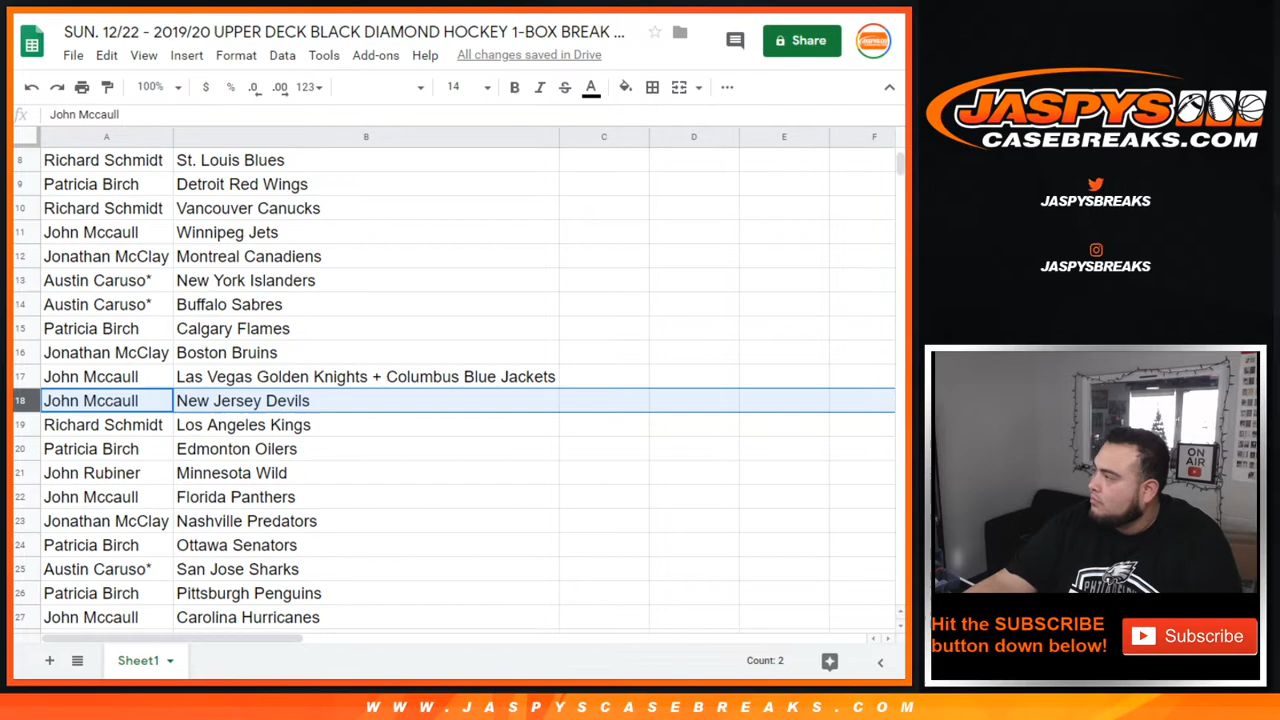 SUN. 12/22 - 2019/20 UPPER DECK BLACK DIAMOND HOCKEY 1-BOX BREAK ...
Share
File Edit View Insert Format Data Tools Add-ons Help All changes saved in Drive
100% $ % .0 .00 123 14 B I S A ...
fx John Mccaull
A B C D E F
8 Richard Schmidt St. Louis Blues
9 Patricia Birch Detroit Red Wings
10 Richard Schmidt Vancouver Canucks
11 John Mccaull Winnipeg Jets
12 Jonathan McClay Montreal Canadiens
13 Austin Caruso* New York Islanders
14 Austin Caruso* Buffalo Sabres
15 Patricia Birch Calgary Flames
16 Jonathan McClay Boston Bruins
17 John Mccaull Las Vegas Golden Knights + Columbus Blue Jackets
18 John Mccaull New Jersey Devils
19 Richard Schmidt Los Angeles Kings
20 Patricia Birch Edmonton Oilers
21 John Rubiner Minnesota Wild
22 John Mccaull Florida Panthers
23 Jonathan McClay Nashville Predators
24 Patricia Birch Ottawa Senators
25 Austin Caruso* San Jose Sharks
26 Patricia Birch Pittsburgh Penguins
27 John Mccaull Carolina Hurricanes
Sheet1
Count: 2
JASPYS
CASEBREAKS.COM
JASPYSBREAKS
JASPYSBREAKS
ON
AIR
Hit the SUBSCRIBE
button down below!
Subscribe
WWW.JASPYSCASEBREAKS.COM